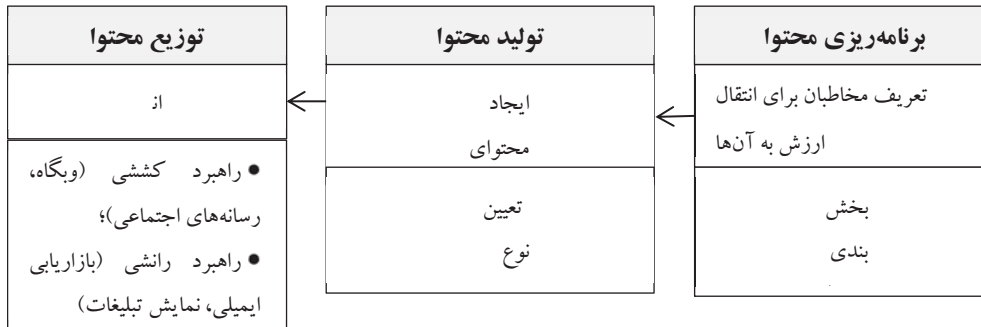 برنامه‌ریزی محتوا
تعریف مخاطبان برای انتقال
ارزش به آن‌ها
بخش
بندی
تولید محتوا
ایجاد
محتوای
تعیین
نوع
توزیع محتوا
از
● راهبرد کششی (وبگاه،
رسانه‌های اجتماعی)؛
● راهبرد رانشی (بازاریابی
ایمیلی، نمایش تبلیغات)